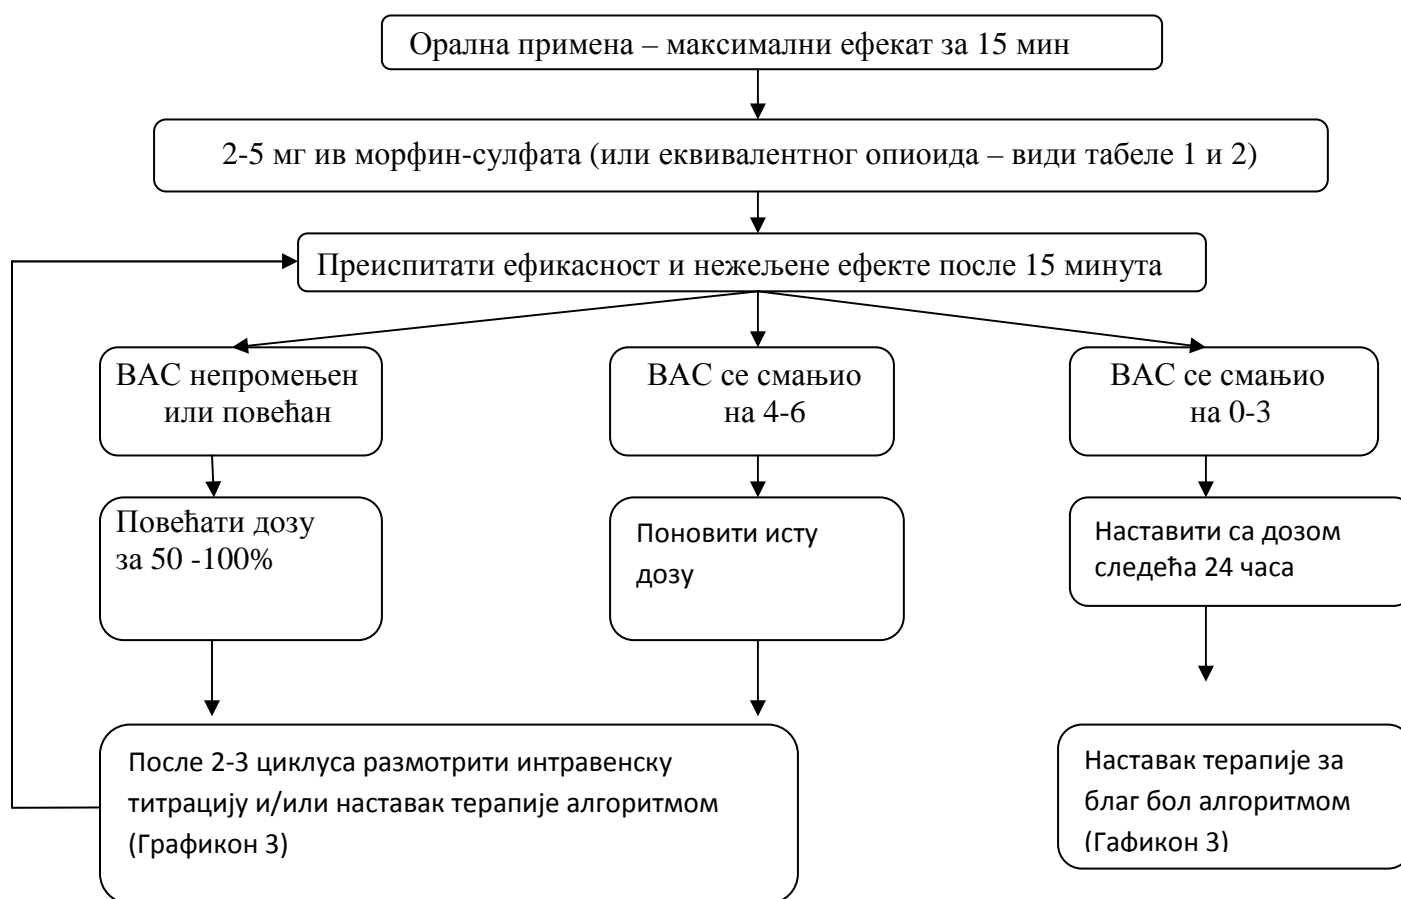 Орална примена – максимални ефекат за 15 мин
2-5 мг ив морфин-сулфата (или еквивалентног опиоида – види табеле 1 и 2)
Преиспитати ефикасност и нежељене ефекте после 15 минута
ВАС непромењен
или повећан
ВАС се смањио
на 4-6
ВАС се смањио
на 0-3
Повећати дозу
за 50 -100%
Поновити исту
дозу
Наставити са дозом
следећа 24 часа
После 2-3 циклуса размотрити интравенску
титрацију и/или наставак терапије алгоритмом
(Графикон 3)
Наставак терапије за
благ бол алгоритмом
(Гафикон 3)